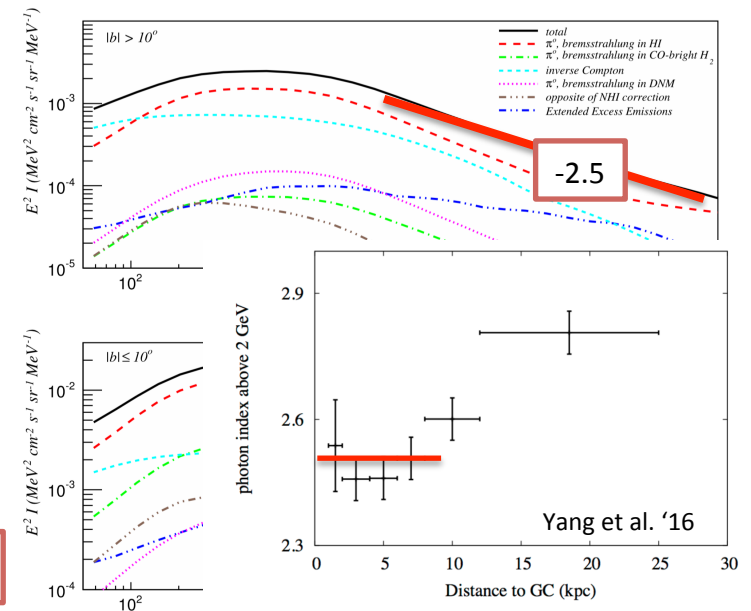 |b| > 10°
total
π°, bremsstrahlung in HI
π°, bremsstrahlung in CO-bright H₂
inverse Compton
π°, bremsstrahlung in DNM
opposite of NHI correction
Extended Excess Emissions
E² I (MeV² cm⁻² s⁻¹ sr⁻¹ MeV⁻¹)
10⁻³
10⁻⁴
10⁻⁵
10²
-2.5
|b| ≤ 10°
E² I (MeV² cm⁻² s⁻¹ sr⁻¹ MeV⁻¹)
10⁻²
10⁻³
10⁻⁴
10²
photon index above 2 GeV
2.9
2.6
2.3
Yang et al. ‘16
0 5 10 15 20 25 30
Distance to GC (kpc)